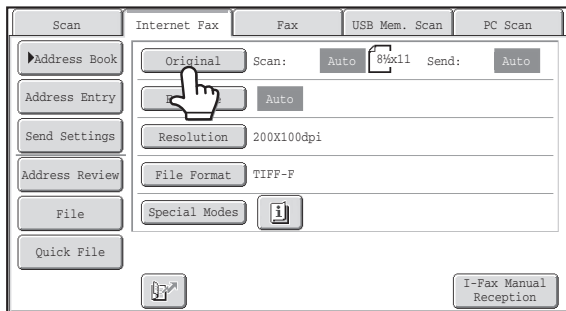 Scan Internet Fax Fax USB Mem. Scan PC Scan
Address Book Original Scan: Auto 8½x11 Send: Auto
Address Entry Auto
Send Settings Resolution 200X100dpi
Address Review File Format TIFF-F
File Special Modes
Quick File
I-Fax Manual
Reception